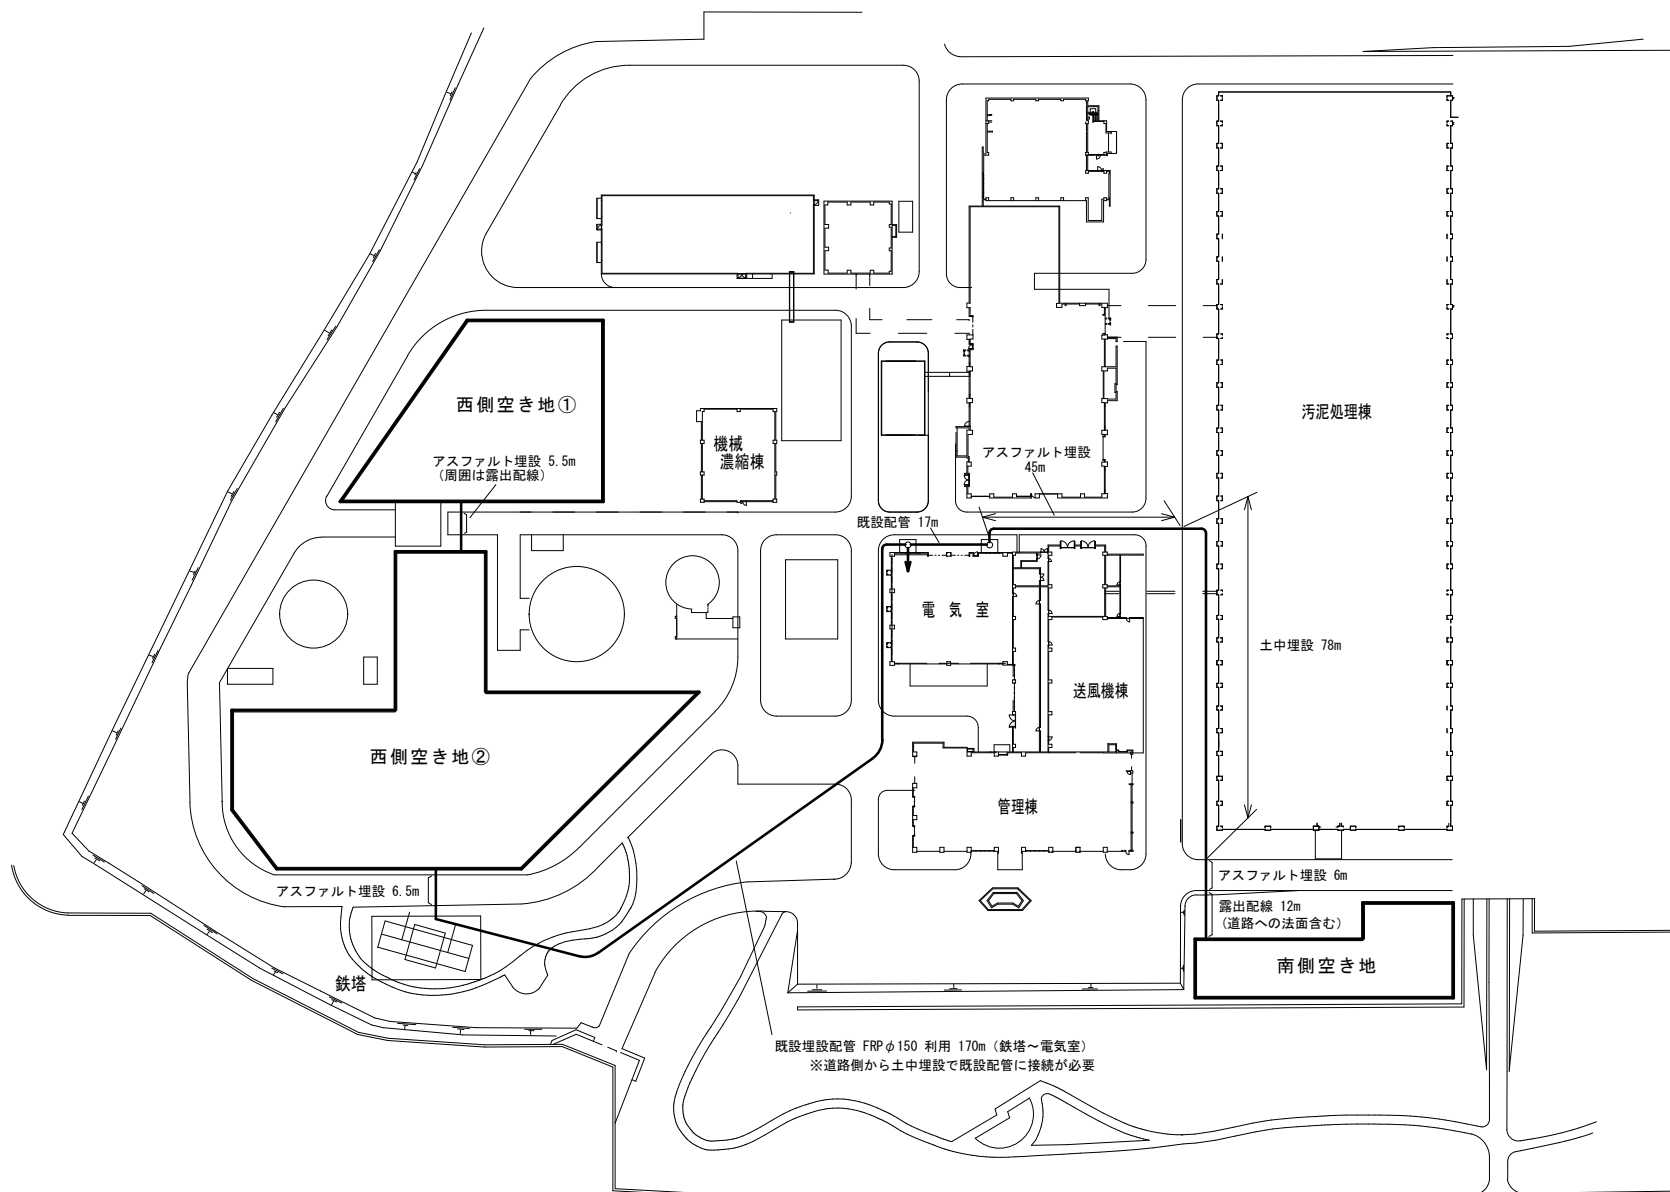 西側空き地①
アスファルト埋設 5.5m
（周囲は露出配線）
機械
濃縮棟
汚泥処理棟
アスファルト埋設
45m
既設配管 17m
電 気 室
土中埋設 78m
送風機棟
西側空き地②
管理棟
アスファルト埋設 6.5m
アスファルト埋設 6m
露出配線 12m
（道路への法面含む）
南側空き地
鉄塔
既設埋設配管 FRPφ150 利用 170m（鉄塔～電気室）
※道路側から土中埋設で既設配管に接続が必要